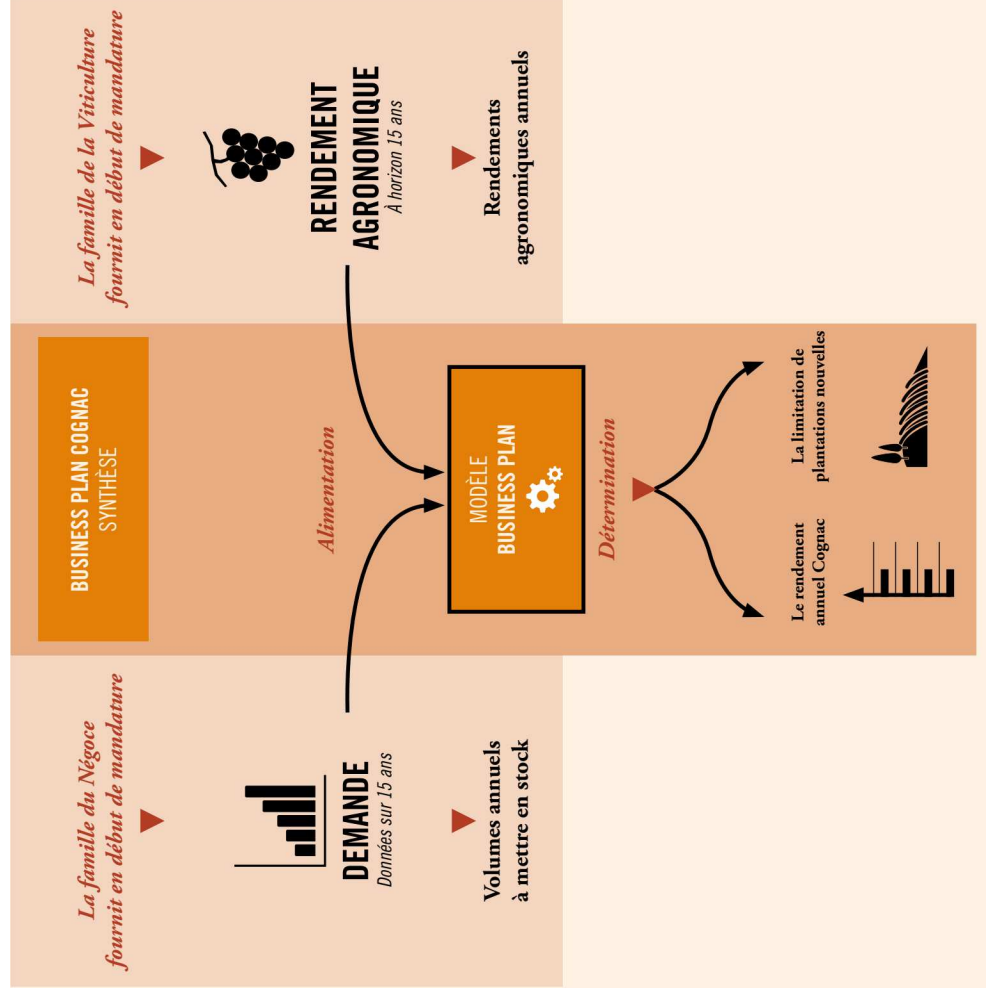 BUSINESS PLAN COGNAC
SYNTHÈSE
La famille du Négoce
fournit en début de mandature
DEMANDE
Données sur 15 ans
Volumes annuels
à mettre en stock
La famille de la Viticulture
fournit en début de mandature
RENDEMENT
AGRONOMIQUE
À horizon 15 ans
Rendements
agronomiques annuels
Alimentation
MODÈLE
BUSINESS PLAN
Détermination
Le rendement
annuel Cognac
La limitation de
plantations nouvelles